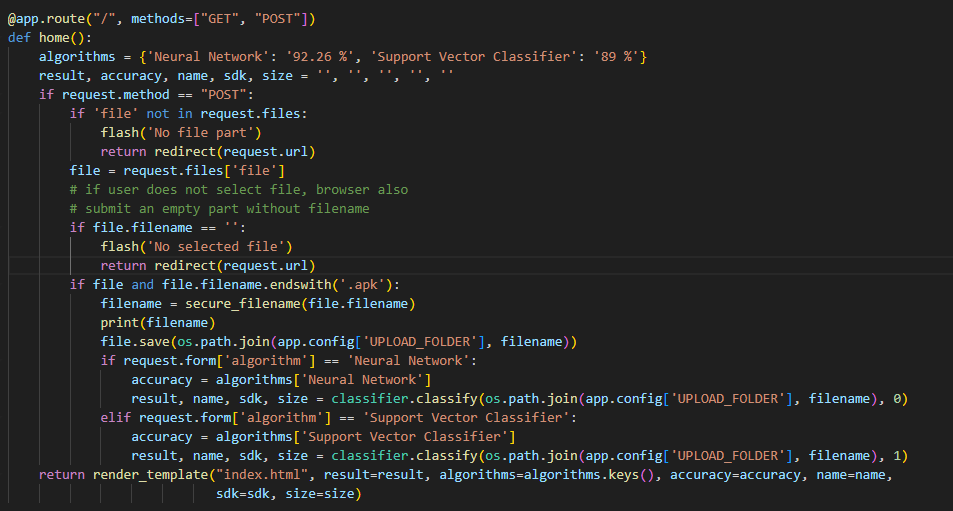 @app.route("/", methods=["GET", "POST"])
def home():
    algorithms = {'Neural Network': '92.26 %', 'Support Vector Classifier': '89 %'}
    result, accuracy, name, sdk, size = '', '', '', '', ''
    if request.method == "POST":
        if 'file' not in request.files:
            flash('No file part')
            return redirect(request.url)
        file = request.files['file']
        # if user does not select file, browser also
        # submit an empty part without filename
        if file.filename == '':
            flash('No selected file')
            return redirect(request.url)
        if file and file.filename.endswith('.apk'):
            filename = secure_filename(file.filename)
            print(filename)
            file.save(os.path.join(app.config['UPLOAD_FOLDER'], filename))
            if request.form['algorithm'] == 'Neural Network':
                accuracy = algorithms['Neural Network']
                result, name, sdk, size = classifier.classify(os.path.join(app.config['UPLOAD_FOLDER'], filename), 0)
            elif request.form['algorithm'] == 'Support Vector Classifier':
                accuracy = algorithms['Support Vector Classifier']
                result, name, sdk, size = classifier.classify(os.path.join(app.config['UPLOAD_FOLDER'], filename), 1)
    return render_template("index.html", result=result, algorithms=algorithms.keys(), accuracy=accuracy, name=name,
                           sdk=sdk, size=size)